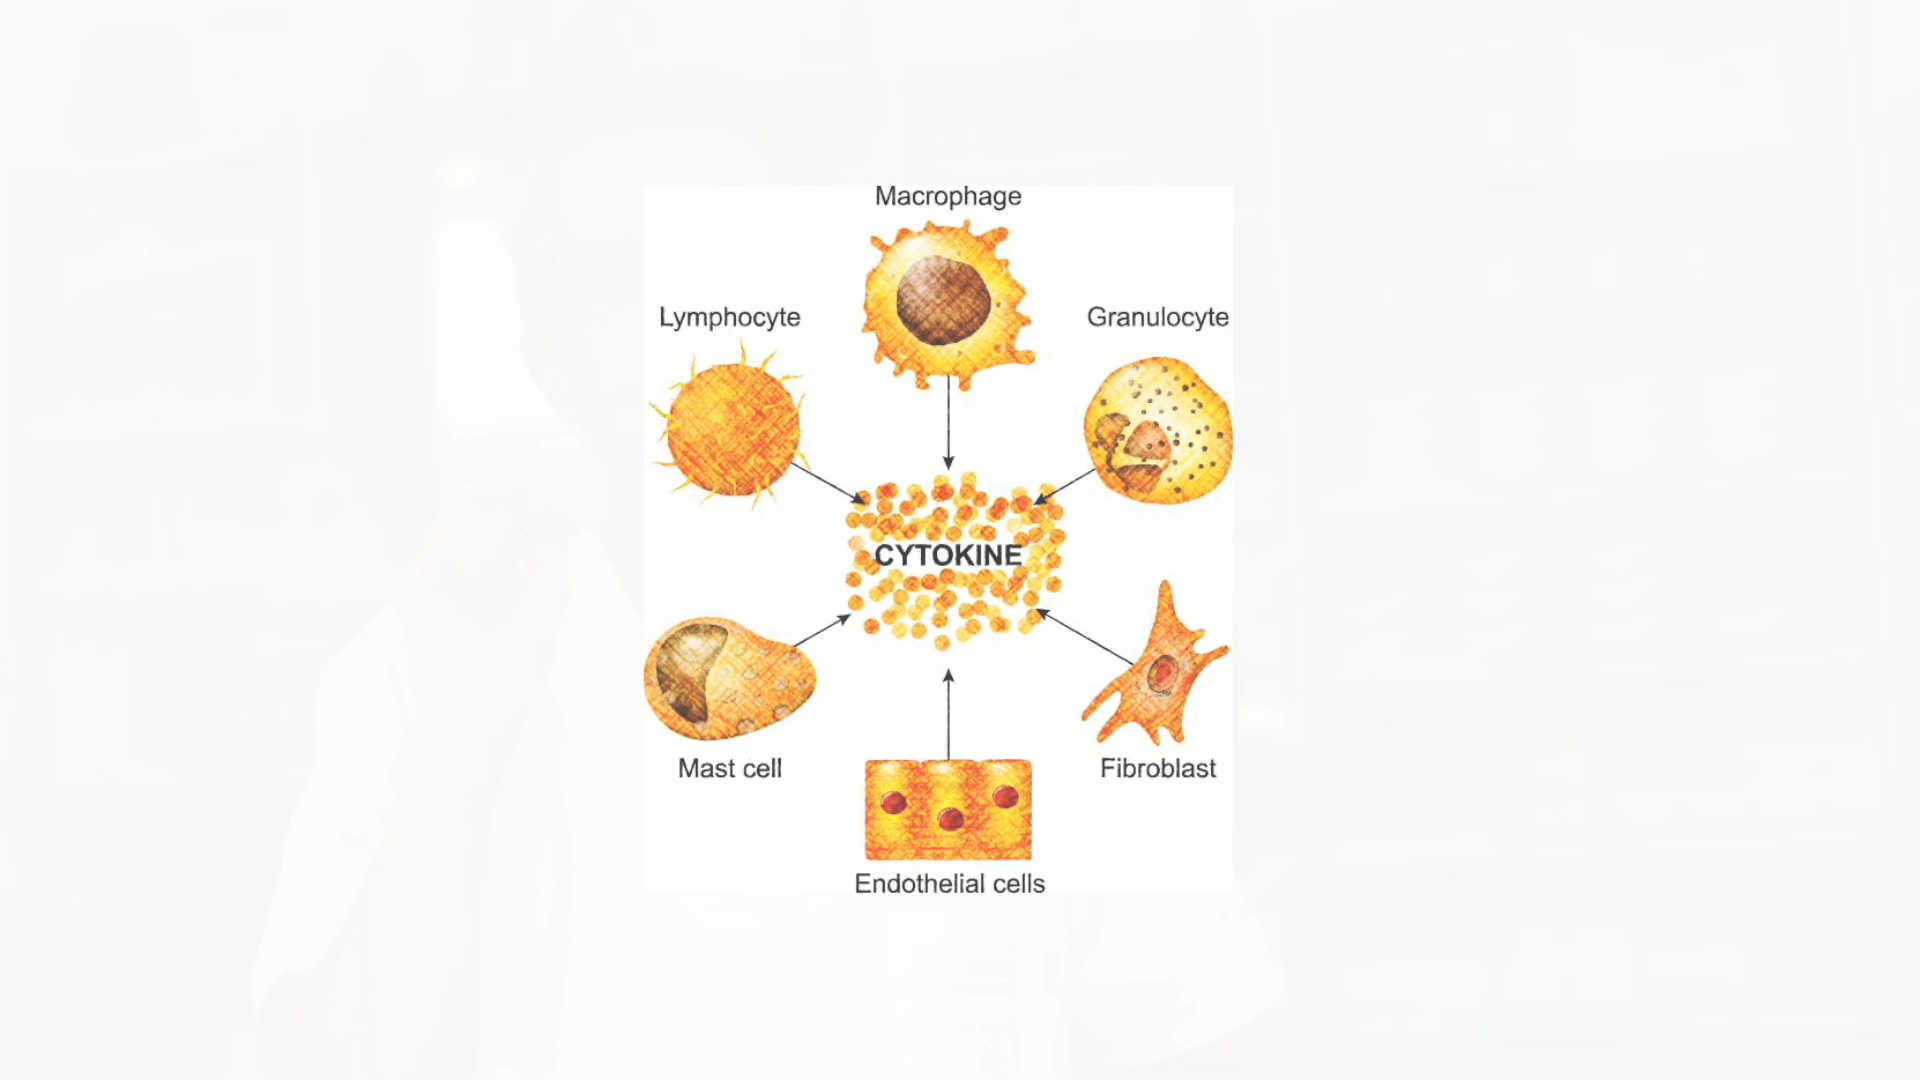 Macrophage
Lymphocyte
Granulocyte
CYTOKINE
Mast cell
Fibroblast
Endothelial cells